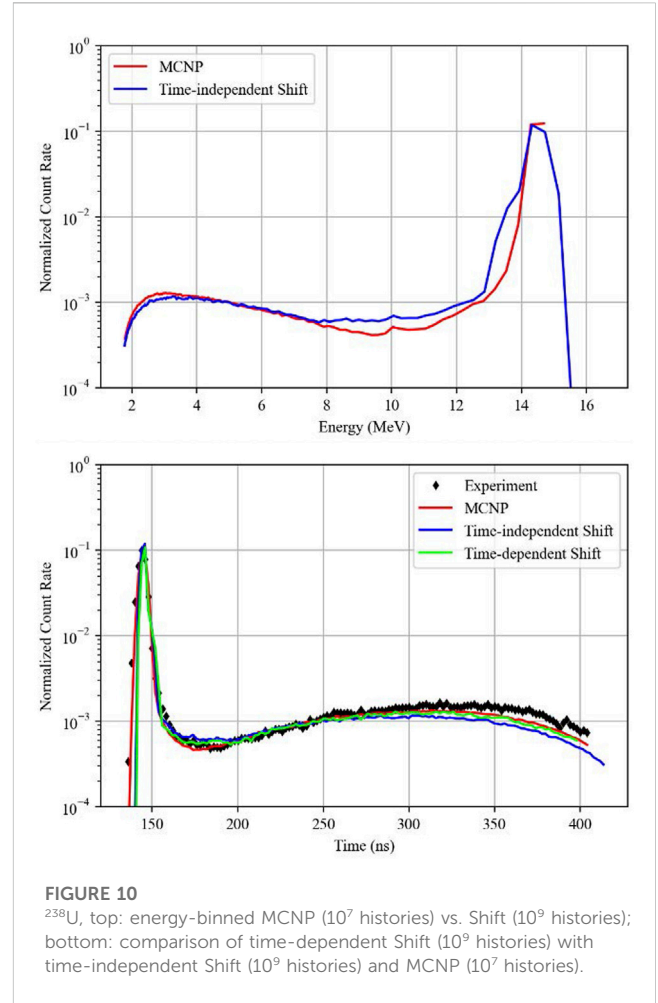 10⁰
10⁻¹
10⁻²
10⁻³
10⁻⁴
Normalized Count Rate
MCNP
Time-independent Shift
2 4 6 8 10 12 14 16
Energy (MeV)
10⁰
10⁻¹
10⁻²
10⁻³
10⁻⁴
Normalized Count Rate
Experiment
MCNP
Time-independent Shift
Time-dependent Shift
150 200 250 300 350 400
Time (ns)
FIGURE 10
²³⁸U, top: energy-binned MCNP (10⁷ histories) vs. Shift (10⁹ histories);
bottom: comparison of time-dependent Shift (10⁹ histories) with
time-independent Shift (10⁹ histories) and MCNP (10⁷ histories).